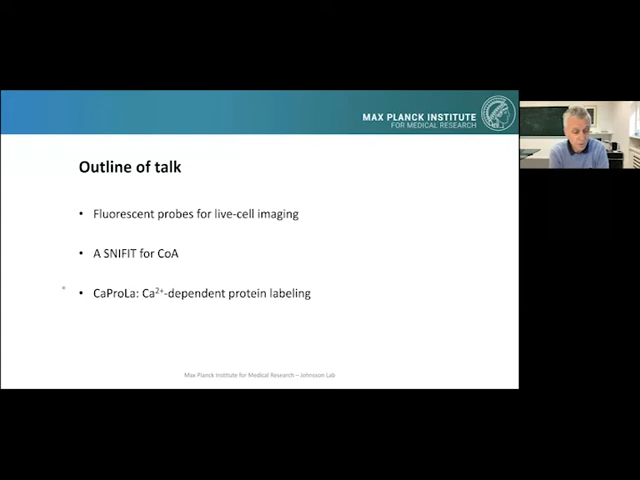 MAX PLANCK INSTITUTE
FOR MEDICAL RESEARCH
Outline of talk
• Fluorescent probes for live-cell imaging
• A SNIFIT for CoA
• CaProLa: Ca²⁺-dependent protein labeling
Max Planck Institute for Medical Research – Johnsson Lab